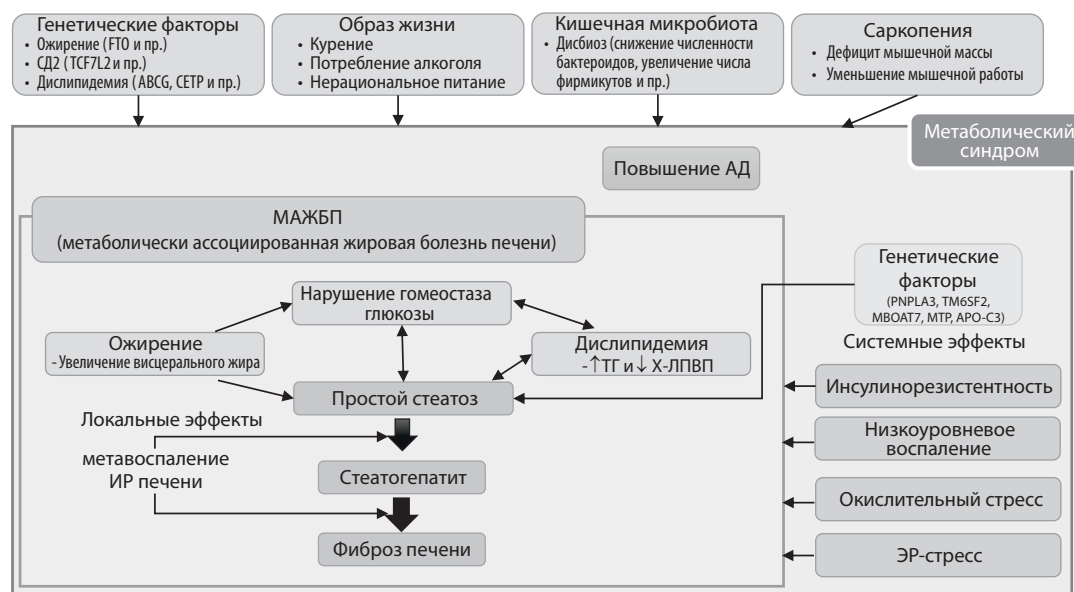 Генетические факторы
• Ожирение (FTO и пр.)
• СД2 (TCF7L2 и пр.)
• Дислипидемия (ABCG, CETP и пр.)
Образ жизни
• Курение
• Потребление алкоголя
• Нерациональное питание
Кишечная микробиота
• Дисбиоз (снижение численности
бактероидов, увеличение числа
фирмикутов и пр.)
Саркопения
• Дефицит мышечной массы
• Уменьшение мышечной работы
Метаболический
синдром
Повышение АД
МАЖБП
(метаболически ассоциированная жировая болезнь печени)
Генетические
факторы
(PNPLA3, TM6SF2,
MBOAT7, MTP, APO-C3)
Нарушение гомеостаза
глюкозы
Ожирение
- Увеличение висцерального жира
Дислипидемия
-↑ТГ и↓ Х-ЛПВП
Системные эффекты
Простой стеатоз
Инсулинорезистентность
Локальные эффекты
метавоспаление
ИР печени
Низкоуровневое
воспаление
Стеатогепатит
Окислительный стресс
Фиброз печени
ЭР-стресс